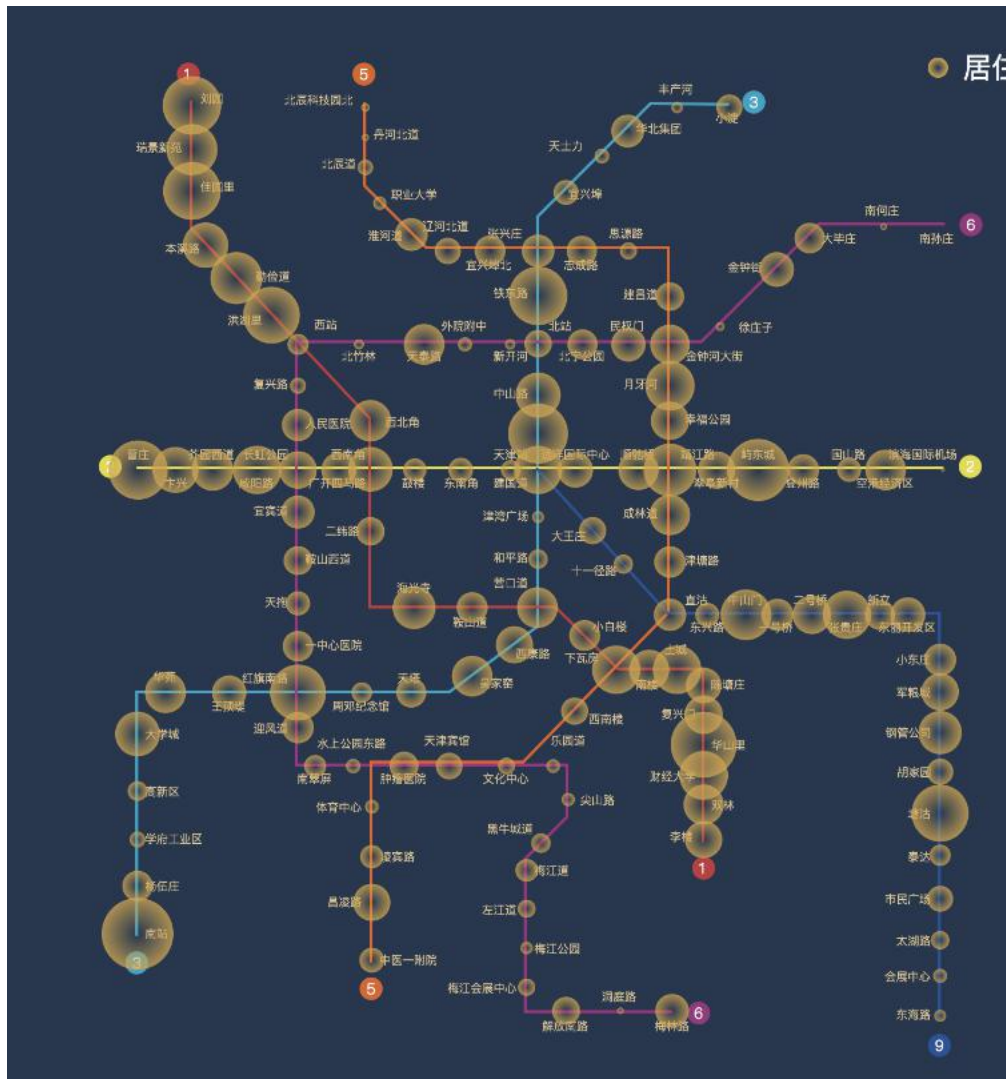 居住
1
5
3
北辰科技园北
丰产河
小淀
刘园
华北集团
丹河北道
瑞景新苑
天士力
北辰道
佳园里
职业大学
宜兴埠
南何庄
6
辽河北道
张兴庄
思源路
大毕庄
南孙庄
本溪路
淮河道
宜兴埠北
志成路
金钟街
勤俭道
铁东路
建昌道
洪湖里
西站
外院附中
北站
民权门
徐庄子
北竹林
天泰路
新开河
北宁公园
金钟河大街
复兴路
中山路
月牙河
人民医院
西北角
幸福公园
曹庄
芥园西道
长虹公园
西南角
天津站
远洋国际中心
顺驰桥
靖江路
屿东城
国山路
滨海国际机场
2
2
卞兴
咸阳路
广开四马路
鼓楼
东南角
建国道
翠阜新村
登州路
空港经济区
宜宾道
津湾广场
成林道
二纬路
大王庄
鞍山西道
和平路
津塘路
十一经路
天拖
海光寺
营口道
直沽
中山门
二号桥
新立
鞍山道
小白楼
东兴路
一号桥
张贵庄
东丽开发区
一中心医院
西康路
下瓦房
土城
小东庄
华苑
红旗南路
天塔
吴家窑
南楼
陈塘庄
王顶堤
周邓纪念馆
军粮城
西南楼
复兴门
大学城
迎风道
水上公园东路
天津宾馆
乐园道
华山里
钢管公司
南翠屏
肿瘤医院
文化中心
财经大学
胡家园
高新区
体育中心
尖山路
双林
塘沽
学府工业区
黑牛城道
李楼
凌宾路
泰达
梅江道
1
杨伍庄
昌凌路
左江道
市民广场
南站
梅江公园
太湖路
3
中医一附院
会展中心
5
梅江会展中心
洞庭路
解放南路
梅林路
6
东海路
9